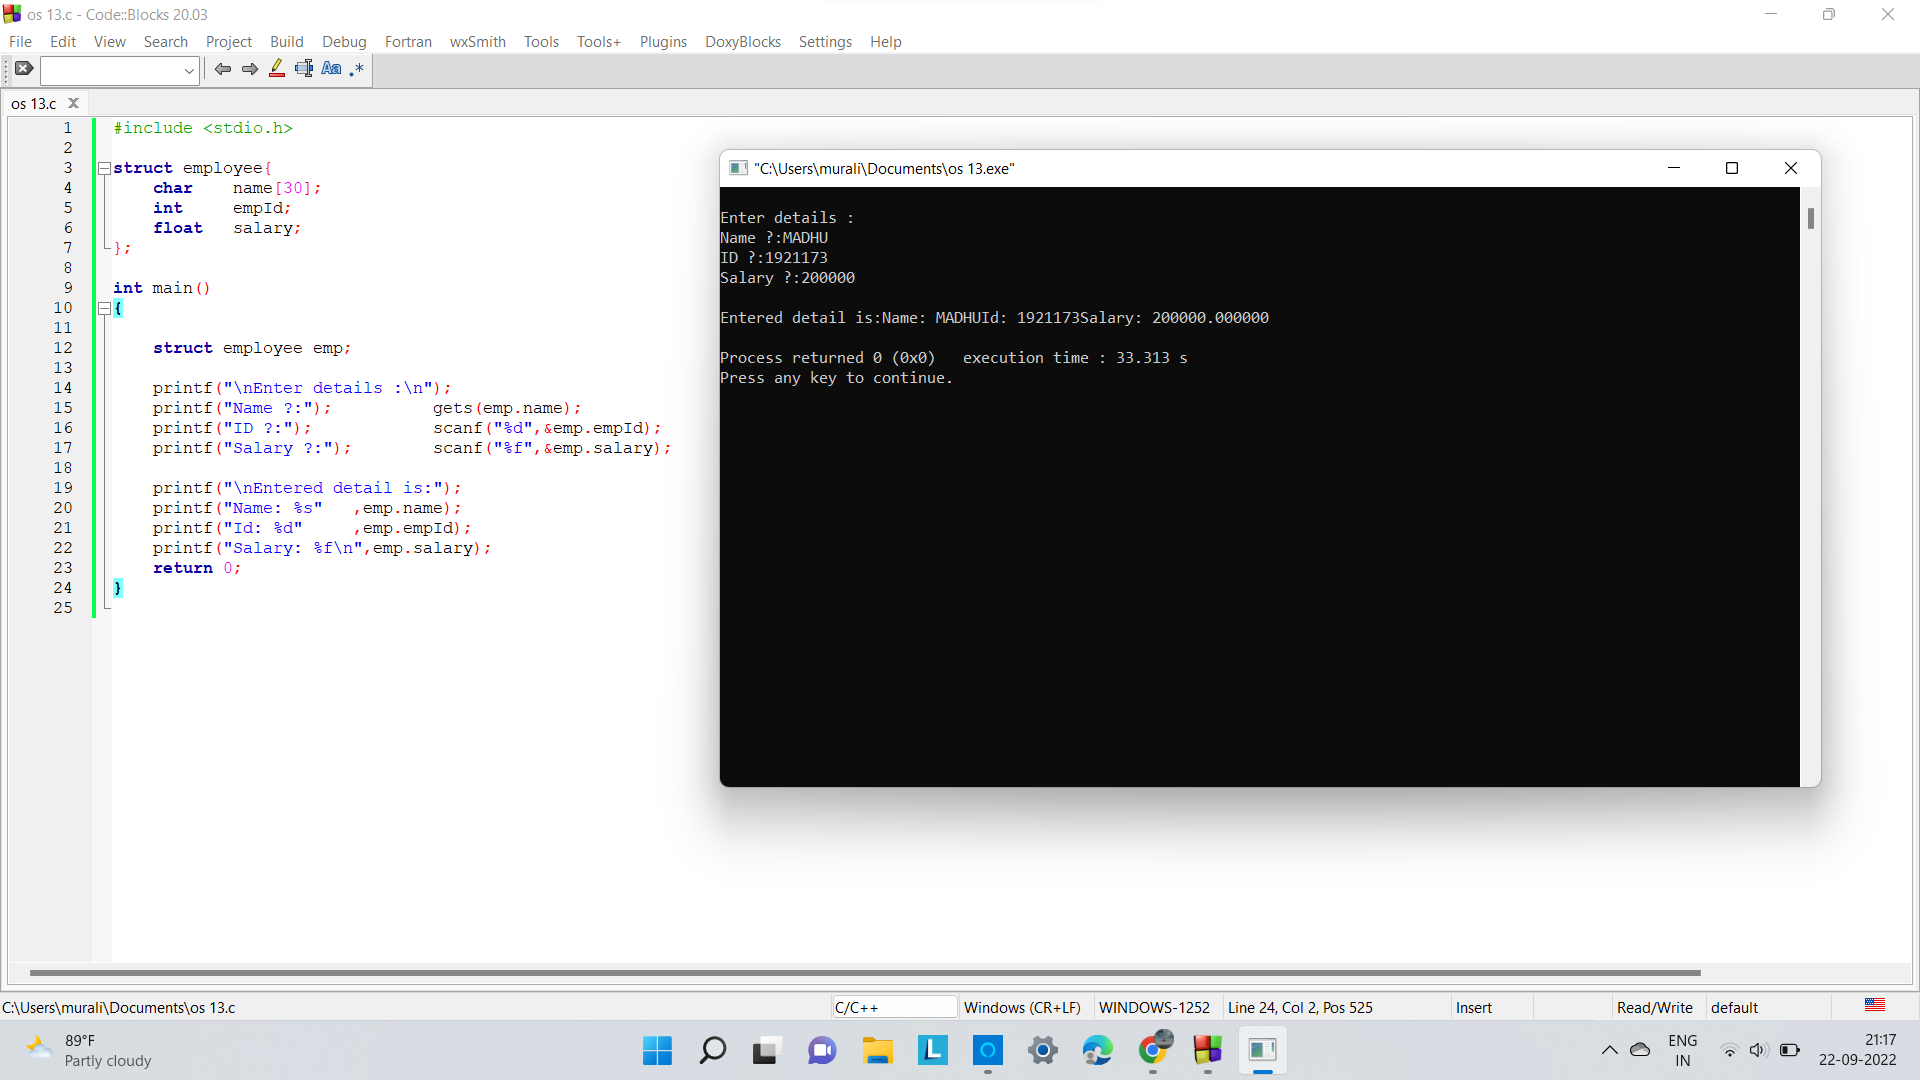 os 13.c - Code::Blocks 20.03
File Edit View Search Project Build Debug Fortran wxSmith Tools Tools+ Plugins DoxyBlocks Settings Help
Aa .*
os 13.c
1 #include <stdio.h>
2
3 struct employee{
4 char name[30];
5 int empId;
6 float salary;
7 };
8
9 int main()
10 {
11
12 struct employee emp;
13
14 printf("\nEnter details :\n");
15 printf("Name ?:"); gets(emp.name);
16 printf("ID ?:"); scanf("%d",&emp.empId);
17 printf("Salary ?:"); scanf("%f",&emp.salary);
18
19 printf("\nEntered detail is:");
20 printf("Name: %s" ,emp.name);
21 printf("Id: %d" ,emp.empId);
22 printf("Salary: %f\n",emp.salary);
23 return 0;
24 }
25
"C:\Users\murali\Documents\os 13.exe"
Enter details :
Name ?:MADHU
ID ?:1921173
Salary ?:200000
Entered detail is:Name: MADHUId: 1921173Salary: 200000.000000
Process returned 0 (0x0) execution time : 33.313 s
Press any key to continue.
C:\Users\murali\Documents\os 13.c C/C++ Windows (CR+LF) WINDOWS-1252 Line 24, Col 2, Pos 525 Insert Read/Write default
89°F
Partly cloudy
L
ENG
IN
21:17
22-09-2022